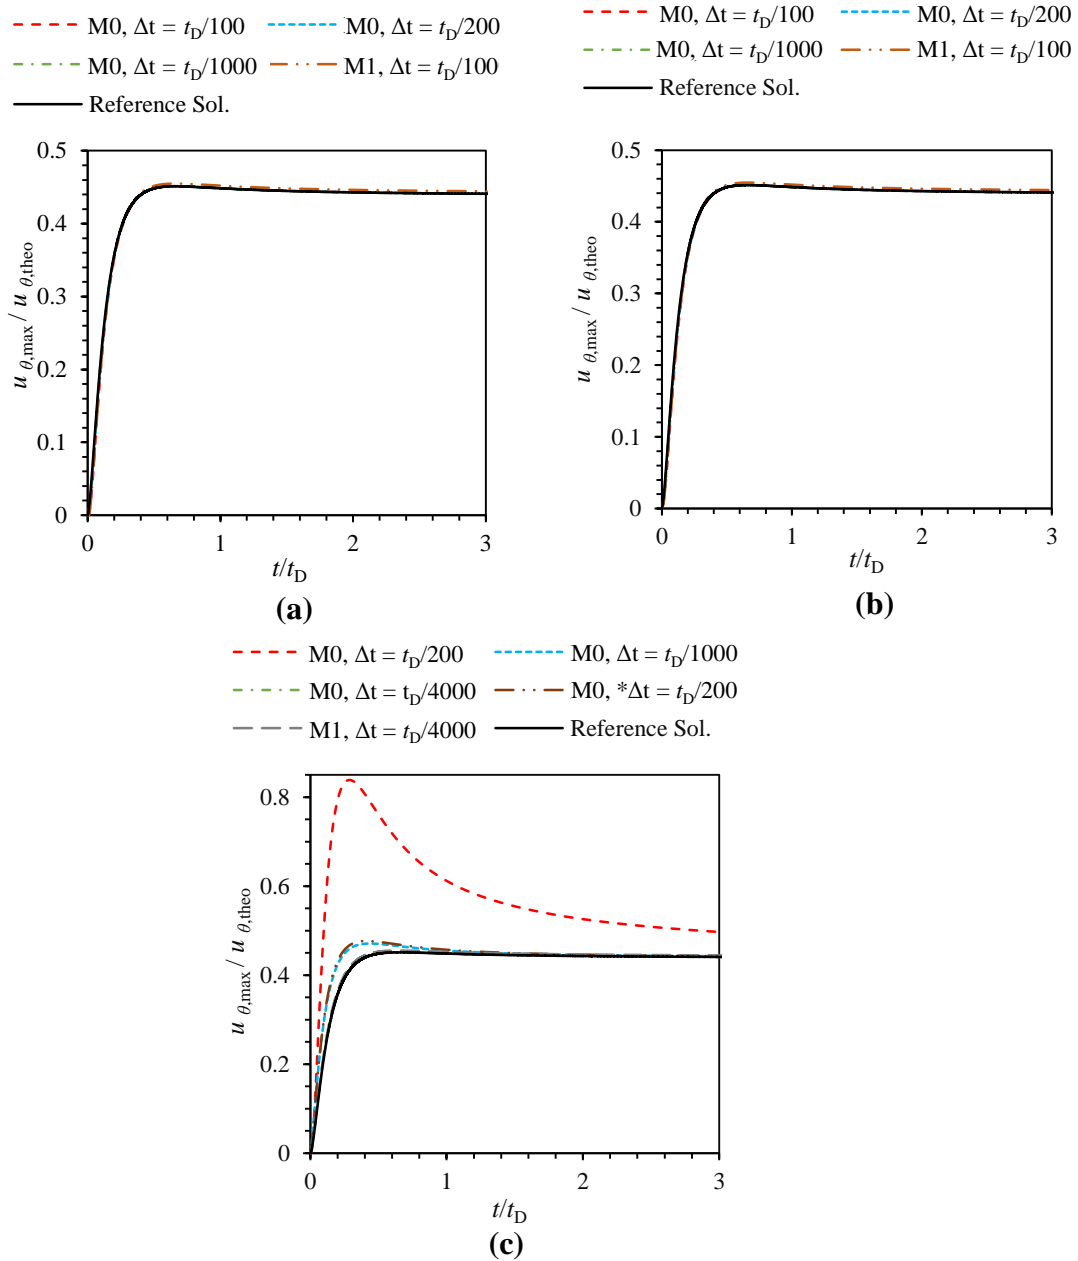 M0, Δt = tD/100 M0, Δt = tD/200
M0, Δt = tD/1000 M1, Δt = tD/100
Reference Sol.
0.5
0.4
0.3
0.2
0.1
0
0 1 2 3
u θ,max / u θ,theo
t/tD
(a)
M0, Δt = tD/100 M0, Δt = tD/200
M0, Δt = tD/1000 M1, Δt = tD/100
Reference Sol.
0.5
0.4
0.3
0.2
0.1
0
0 1 2 3
u θ,max / u θ,theo
t/tD
(b)
M0, Δt = tD/200 M0, Δt = tD/1000
M0, Δt = tD/4000 M0, *Δt = tD/200
M1, Δt = tD/4000 Reference Sol.
0.8
0.6
0.4
0.2
0
0 1 2 3
u θ,max / u θ,theo
t/tD
(c)